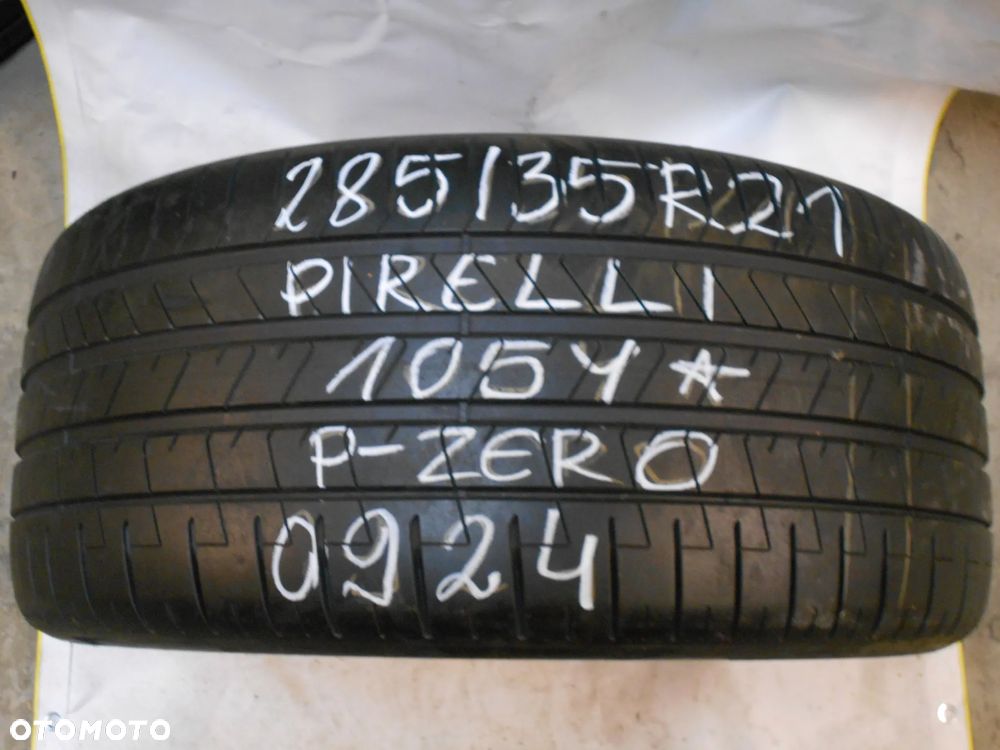 285/35R21
PIRELLI
105Y☆
P-ZERO
0924
OTOMOTO